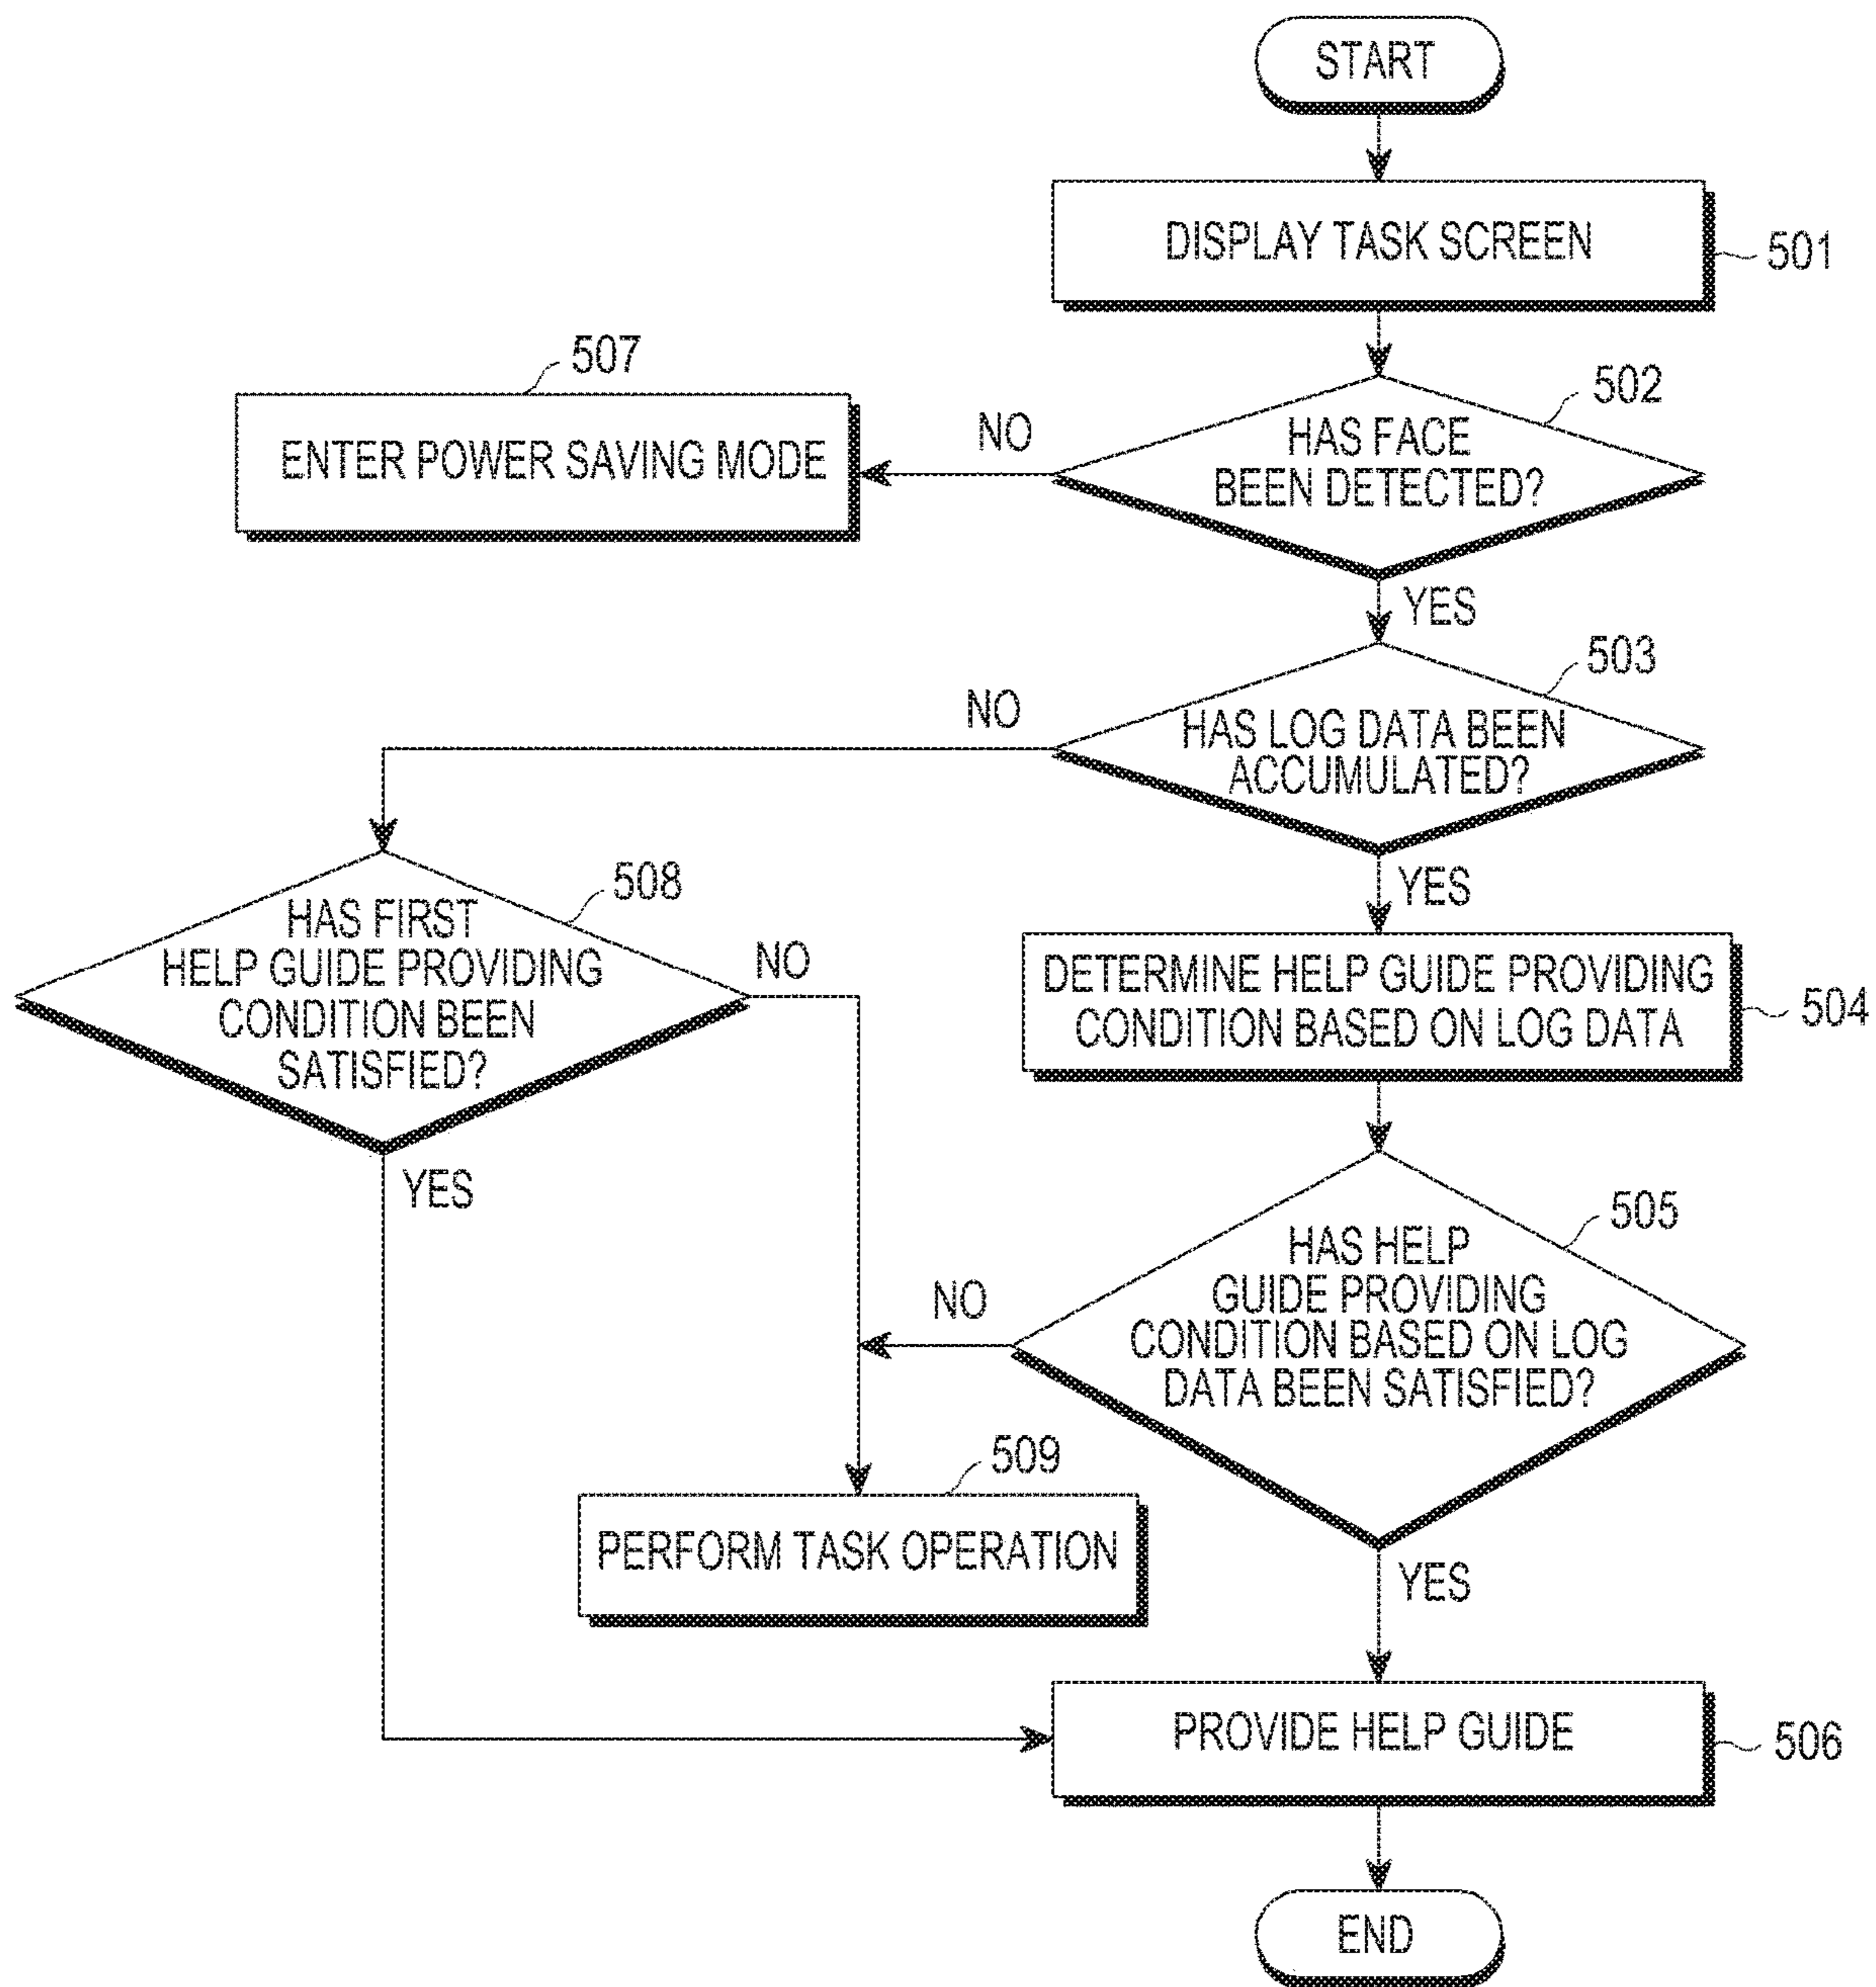 START
DISPLAY TASK SCREEN
501
507
502
ENTER POWER SAVING MODE
NO
HAS FACE
BEEN DETECTED?
YES
503
NO
HAS LOG DATA BEEN
ACCUMULATED?
YES
508
HAS FIRST
HELP GUIDE PROVIDING
CONDITION BEEN
SATISFIED?
NO
YES
DETERMINE HELP GUIDE PROVIDING
CONDITION BASED ON LOG DATA
504
505
HAS HELP
GUIDE PROVIDING
CONDITION BASED ON LOG
DATA BEEN SATISFIED?
NO
YES
509
PERFORM TASK OPERATION
PROVIDE HELP GUIDE
506
END